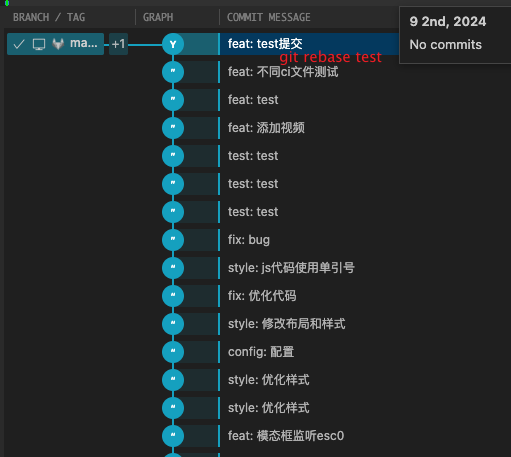 BRANCH / TAG GRAPH COMMIT MESSAGE
9 2nd, 2024
No commits
ma... +1 Y feat: test提交
git rebase test
feat: 不同ci文件测试
feat: test
feat: 添加视频
test: test
test: test
test: test
fix: bug
style: js代码使用单引号
fix: 优化代码
style: 修改布局和样式
config: 配置
style: 优化样式
style: 优化样式
feat: 模态框监听esc0